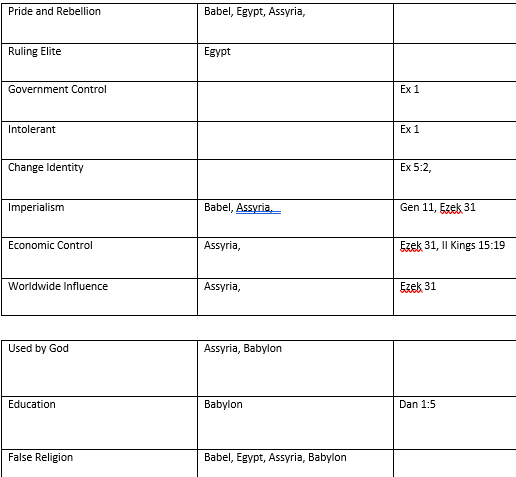 Pride and Rebellion Babel, Egypt, Assyria,
Ruling Elite Egypt
Government Control Ex 1
Intolerant Ex 1
Change Identity Ex 5:2,
Imperialism Babel, Assyria, Gen 11, Ezek 31
Economic Control Assyria, Ezek 31, II Kings 15:19
Worldwide Influence Assyria, Ezek 31
Used by God Assyria, Babylon
Education Babylon Dan 1:5
False Religion Babel, Egypt, Assyria, Babylon